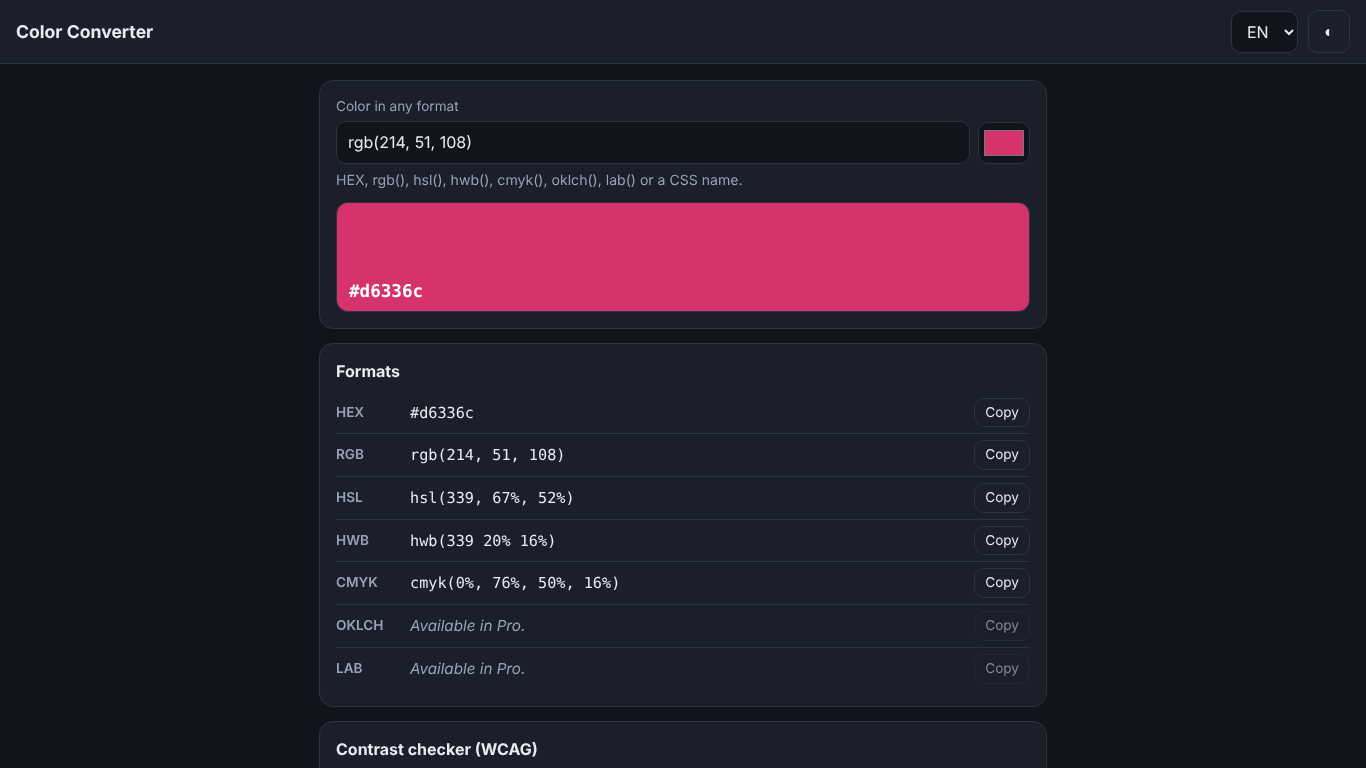 Color Converter
EN
Color in any format
rgb(214, 51, 108)
HEX, rgb(), hsl(), hwb(), cmyk(), oklch(), lab() or a CSS name.
#d6336c
Formats
HEX #d6336c Copy
RGB rgb(214, 51, 108) Copy
HSL hsl(339, 67%, 52%) Copy
HWB hwb(339 20% 16%) Copy
CMYK cmyk(0%, 76%, 50%, 16%) Copy
OKLCH Available in Pro. Copy
LAB Available in Pro. Copy
Contrast checker (WCAG)